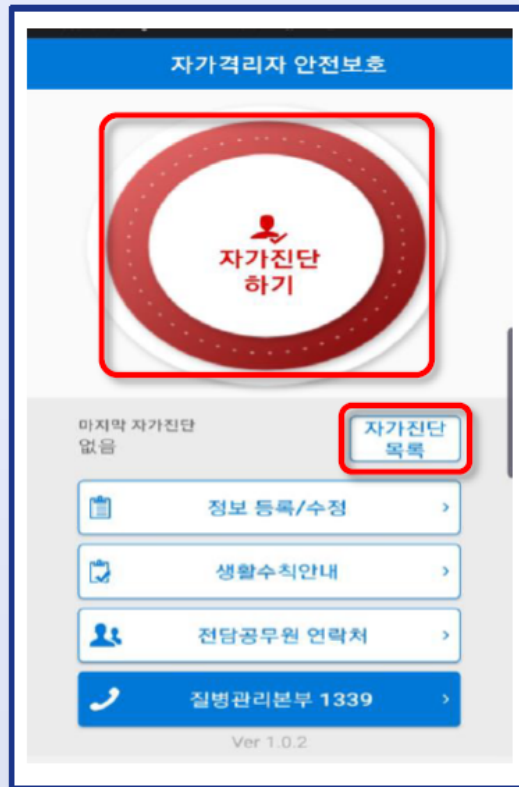 자가격리자 안전보호
자가진단
하기
마지막 자가진단
없음
자가진단
목록
정보 등록/수정
생활수칙안내
전담공무원 연락처
질병관리본부 1339
Ver 1.0.2